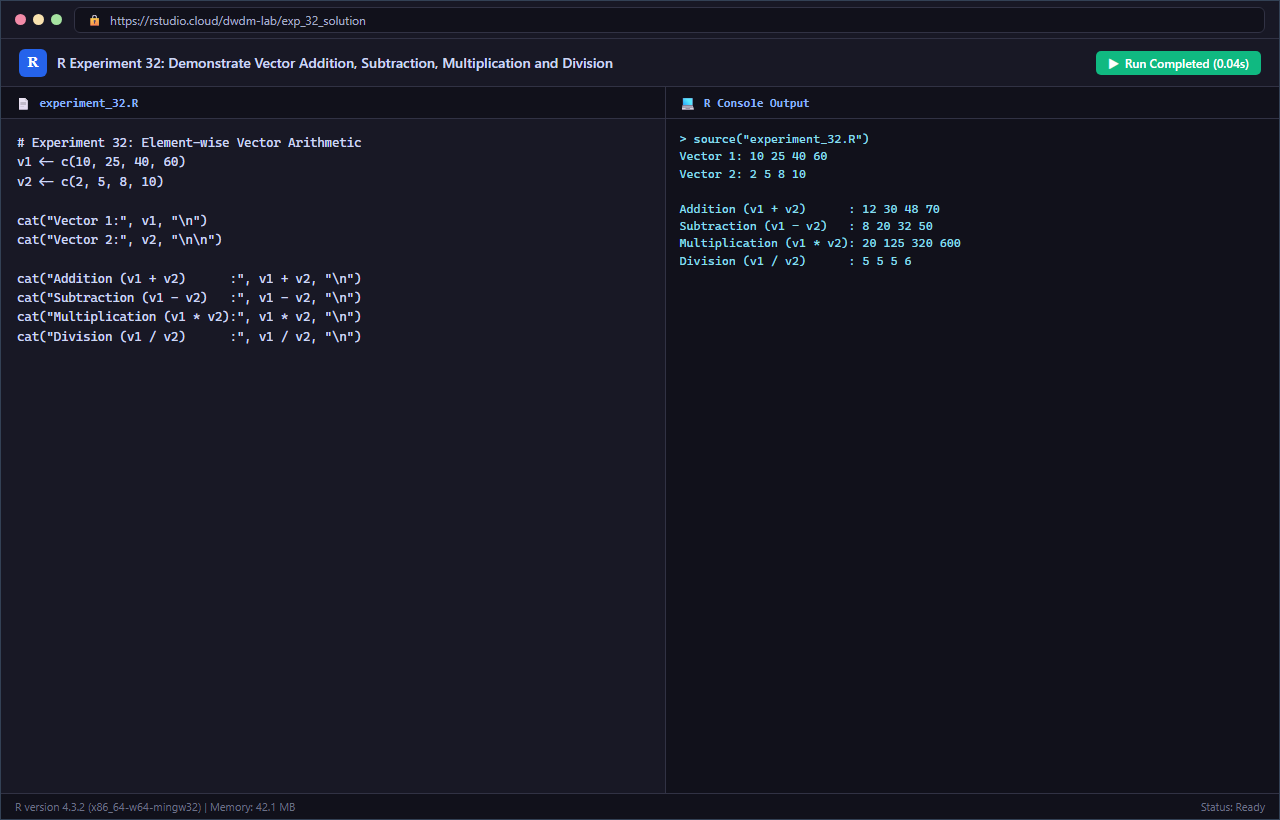 https://rstudio.cloud/dwdm-lab/exp_32_solution
R
R Experiment 32: Demonstrate Vector Addition, Subtraction, Multiplication and Division
▶ Run Completed (0.04s)
experiment_32.R
# Experiment 32: Element-wise Vector Arithmetic
v1 <- c(10, 25, 40, 60)
v2 <- c(2, 5, 8, 10)
cat("Vector 1:", v1, "\n")
cat("Vector 2:", v2, "\n\n")
cat("Addition (v1 + v2)      :", v1 + v2, "\n")
cat("Subtraction (v1 - v2)   :", v1 - v2, "\n")
cat("Multiplication (v1 * v2):", v1 * v2, "\n")
cat("Division (v1 / v2)      :", v1 / v2, "\n")
R Console Output
> source("experiment_32.R")
Vector 1: 10 25 40 60
Vector 2: 2 5 8 10
Addition (v1 + v2)      : 12 30 48 70
Subtraction (v1 - v2)   : 8 20 32 50
Multiplication (v1 * v2): 20 125 320 600
Division (v1 / v2)      : 5 5 5 6
R version 4.3.2 (x86_64-w64-mingw32) | Memory: 42.1 MB
Status: Ready